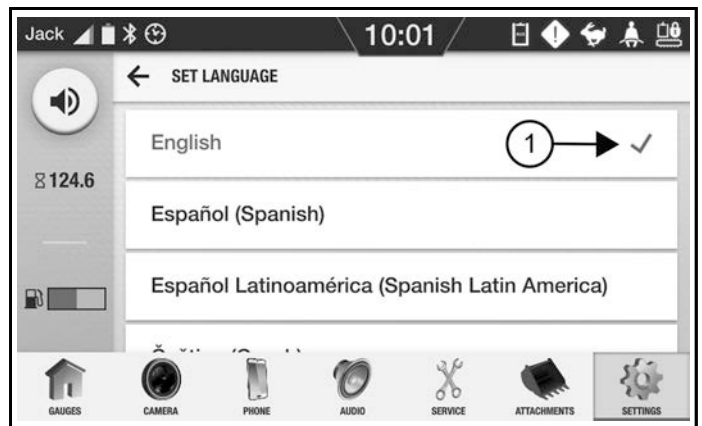 Jack 10:01
SET LANGUAGE
English
1
124.6
Español (Spanish)
Español Latinoamérica (Spanish Latin America)
GAUGES CAMERA PHONE AUDIO SERVICE ATTACHMENTS SETTINGS